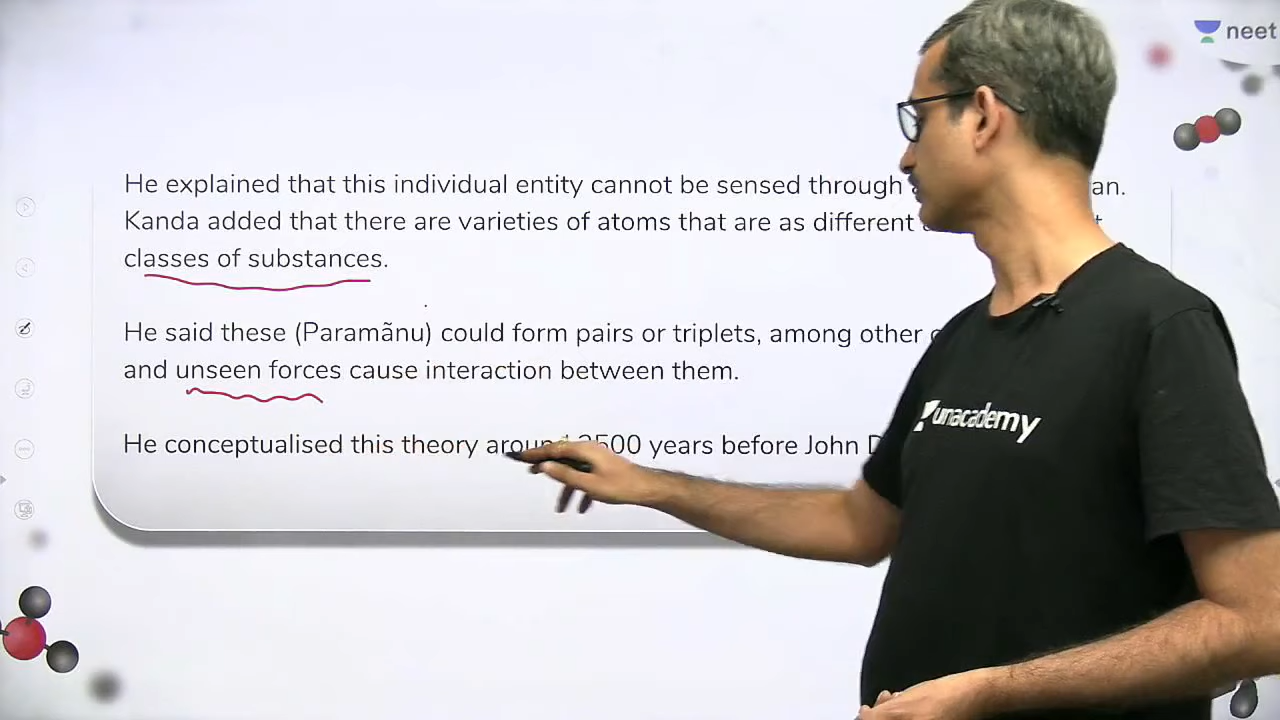 neet
He explained that this individual entity cannot be sensed through an.
Kanda added that there are varieties of atoms that are as different
classes of substances.
He said these (Paramãnu) could form pairs or triplets, among other
and unseen forces cause interaction between them.
He conceptualised this theory around 2500 years before John
unacademy